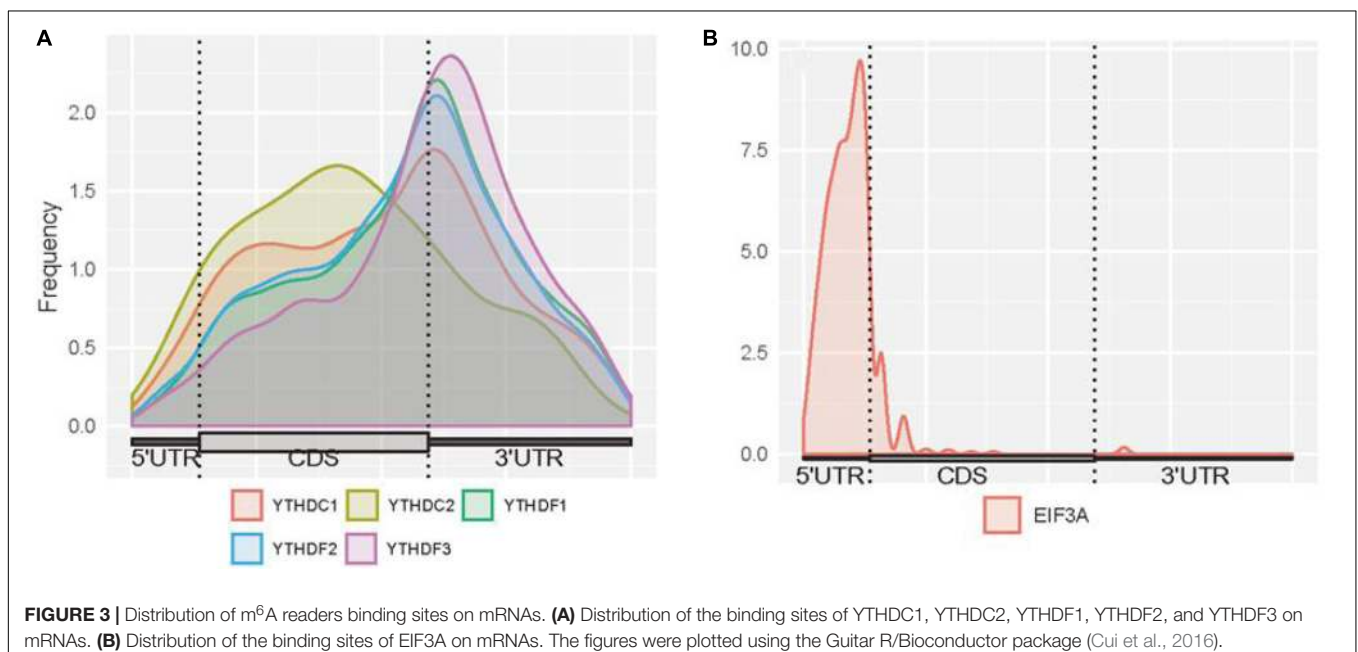 A
B
2.0
1.5
1.0
0.5
0.0
Frequency
5'UTR CDS 3'UTR
YTHDC1 YTHDC2 YTHDF1
YTHDF2 YTHDF3
10.0
7.5
5.0
2.5
0.0
5'UTR CDS 3'UTR
EIF3A
FIGURE 3 | Distribution of m⁶A readers binding sites on mRNAs. (A) Distribution of the binding sites of YTHDC1, YTHDC2, YTHDF1, YTHDF2, and YTHDF3 on
mRNAs. (B) Distribution of the binding sites of EIF3A on mRNAs. The figures were plotted using the Guitar R/Bioconductor package (Cui et al., 2016).